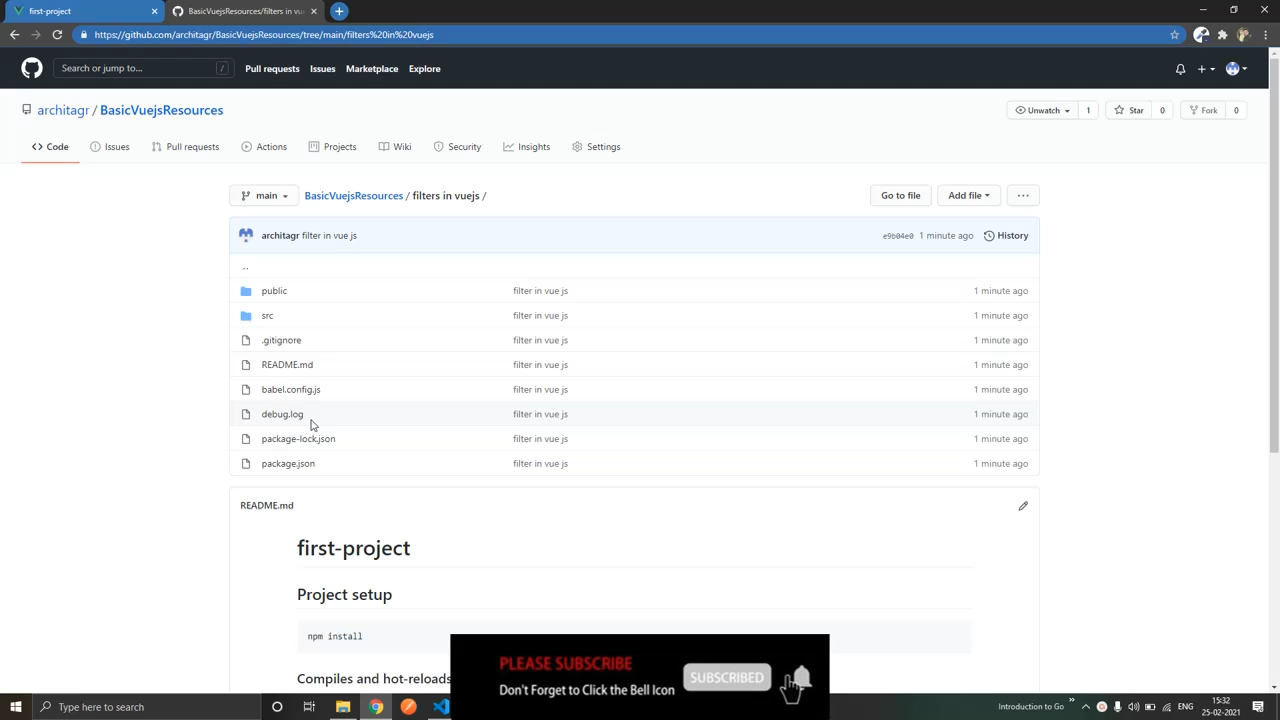 first-project
BasicVuejsResources/filters in vu
https://github.com/architagr/BasicVuejsResources/tree/main/filters%20in%20vuejs
Search or jump to... /
Pull requests Issues Marketplace Explore
architagr / BasicVuejsResources
Unwatch 1 Star 0 Fork 0
Code Issues Pull requests Actions Projects Wiki Security Insights Settings
main BasicVuejsResources / filters in vuejs / Go to file Add file ...
architagr filter in vue js e9b04e0 1 minute ago History
..
public filter in vue js 1 minute ago
src filter in vue js 1 minute ago
.gitignore filter in vue js 1 minute ago
README.md filter in vue js 1 minute ago
babel.config.js filter in vue js 1 minute ago
debug.log filter in vue js 1 minute ago
package-lock.json filter in vue js 1 minute ago
package.json filter in vue js 1 minute ago
README.md
first-project
Project setup
npm install
Compiles and hot-reloads
PLEASE SUBSCRIBE
Don't Forget to Click the Bell Icon
SUBSCRIBED
Type here to search
Introduction to Go
ENG
15:32
25-02-2021